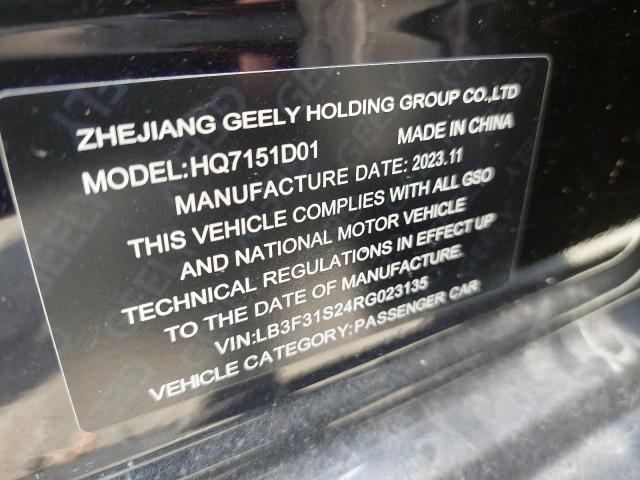 ZHEJIANG GEELY HOLDING GROUP CO.,LTD
MODEL:HQ7151D01 MADE IN CHINA
MANUFACTURE DATE: 2023.11
THIS VEHICLE COMPLIES WITH ALL GSO
AND NATIONAL MOTOR VEHICLE
TECHNICAL REGULATIONS IN EFFECT UP
TO THE DATE OF MANUFACTURE.
VIN:LB3F31S24RG023135
VEHICLE CATEGORY:PASSENGER CAR